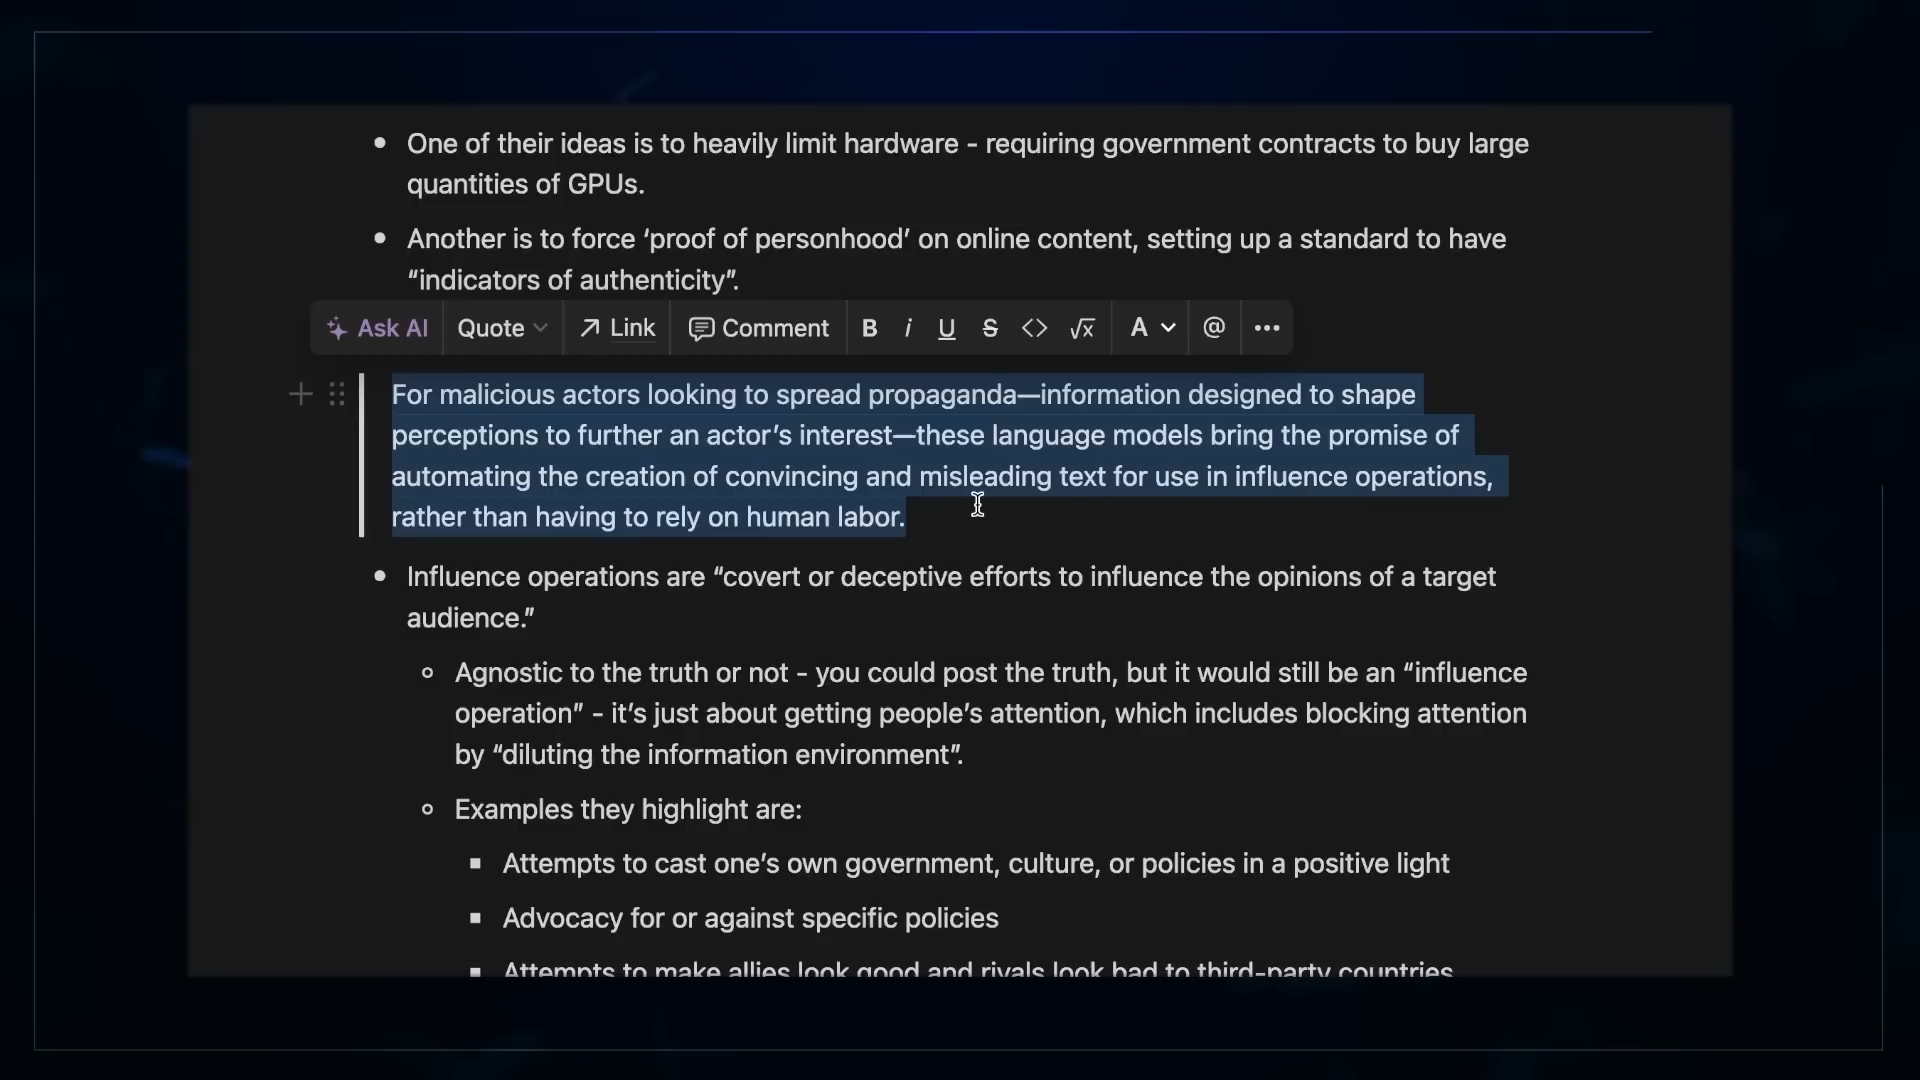 • One of their ideas is to heavily limit hardware - requiring government contracts to buy large
quantities of GPUs.
• Another is to force ‘proof of personhood’ on online content, setting up a standard to have
“indicators of authenticity”.
Ask AI Quote Link Comment B i U S <> √x A @ •••
For malicious actors looking to spread propaganda—information designed to shape
perceptions to further an actor’s interest—these language models bring the promise of
automating the creation of convincing and misleading text for use in influence operations,
rather than having to rely on human labor.
• Influence operations are “covert or deceptive efforts to influence the opinions of a target
audience.”
◦ Agnostic to the truth or not - you could post the truth, but it would still be an “influence
operation” - it’s just about getting people’s attention, which includes blocking attention
by “diluting the information environment”.
◦ Examples they highlight are:
▪ Attempts to cast one’s own government, culture, or policies in a positive light
▪ Advocacy for or against specific policies
▪ Attempts to make allies look good and rivals look bad to third-party countries